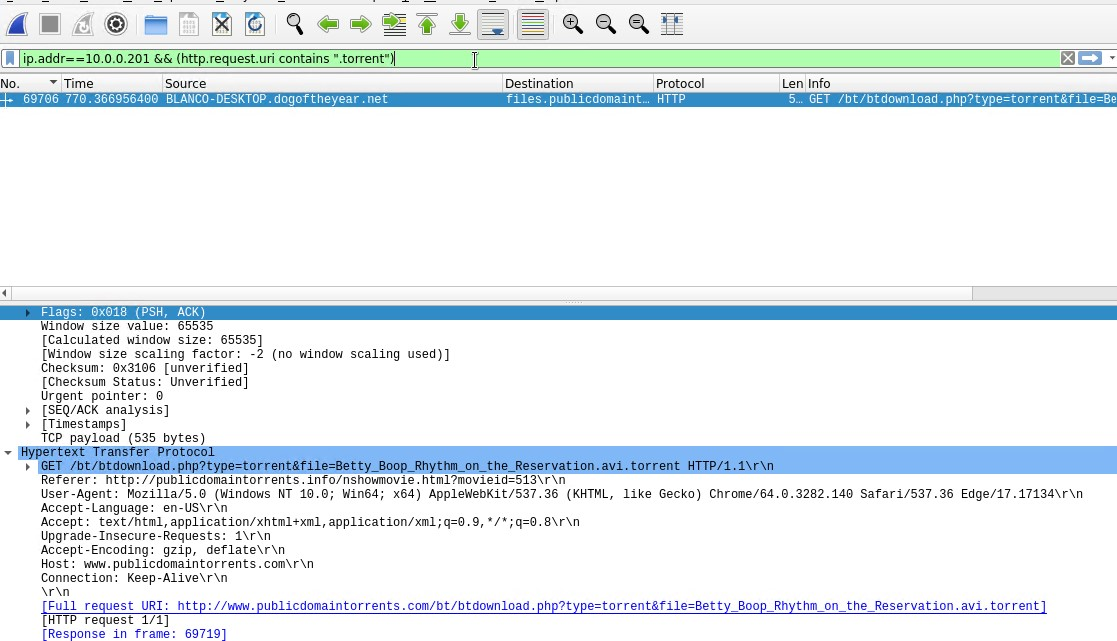 ip.addr==10.0.0.201 && (http.request.uri contains ".torrent")
No. Time Source Destination Protocol Len Info
69706 770.366956400 BLANCO-DESKTOP.dogoftheyear.net files.publicdomaint… HTTP 5… GET /bt/btdownload.php?type=torrent&file=Be
Flags: 0x018 (PSH, ACK)
Window size value: 65535
[Calculated window size: 65535]
[Window size scaling factor: -2 (no window scaling used)]
Checksum: 0x3106 [unverified]
[Checksum Status: Unverified]
Urgent pointer: 0
[SEQ/ACK analysis]
[Timestamps]
TCP payload (535 bytes)
Hypertext Transfer Protocol
GET /bt/btdownload.php?type=torrent&file=Betty_Boop_Rhythm_on_the_Reservation.avi.torrent HTTP/1.1\r\n
Referer: http://publicdomaintorrents.info/nshowmovie.html?movieid=513\r\n
User-Agent: Mozilla/5.0 (Windows NT 10.0; Win64; x64) AppleWebKit/537.36 (KHTML, like Gecko) Chrome/64.0.3282.140 Safari/537.36 Edge/17.17134\r\n
Accept-Language: en-US\r\n
Accept: text/html,application/xhtml+xml,application/xml;q=0.9,*/*;q=0.8\r\n
Upgrade-Insecure-Requests: 1\r\n
Accept-Encoding: gzip, deflate\r\n
Host: www.publicdomaintorrents.com\r\n
Connection: Keep-Alive\r\n
\r\n
[Full request URI: http://www.publicdomaintorrents.com/bt/btdownload.php?type=torrent&file=Betty_Boop_Rhythm_on_the_Reservation.avi.torrent]
[HTTP request 1/1]
[Response in frame: 69719]